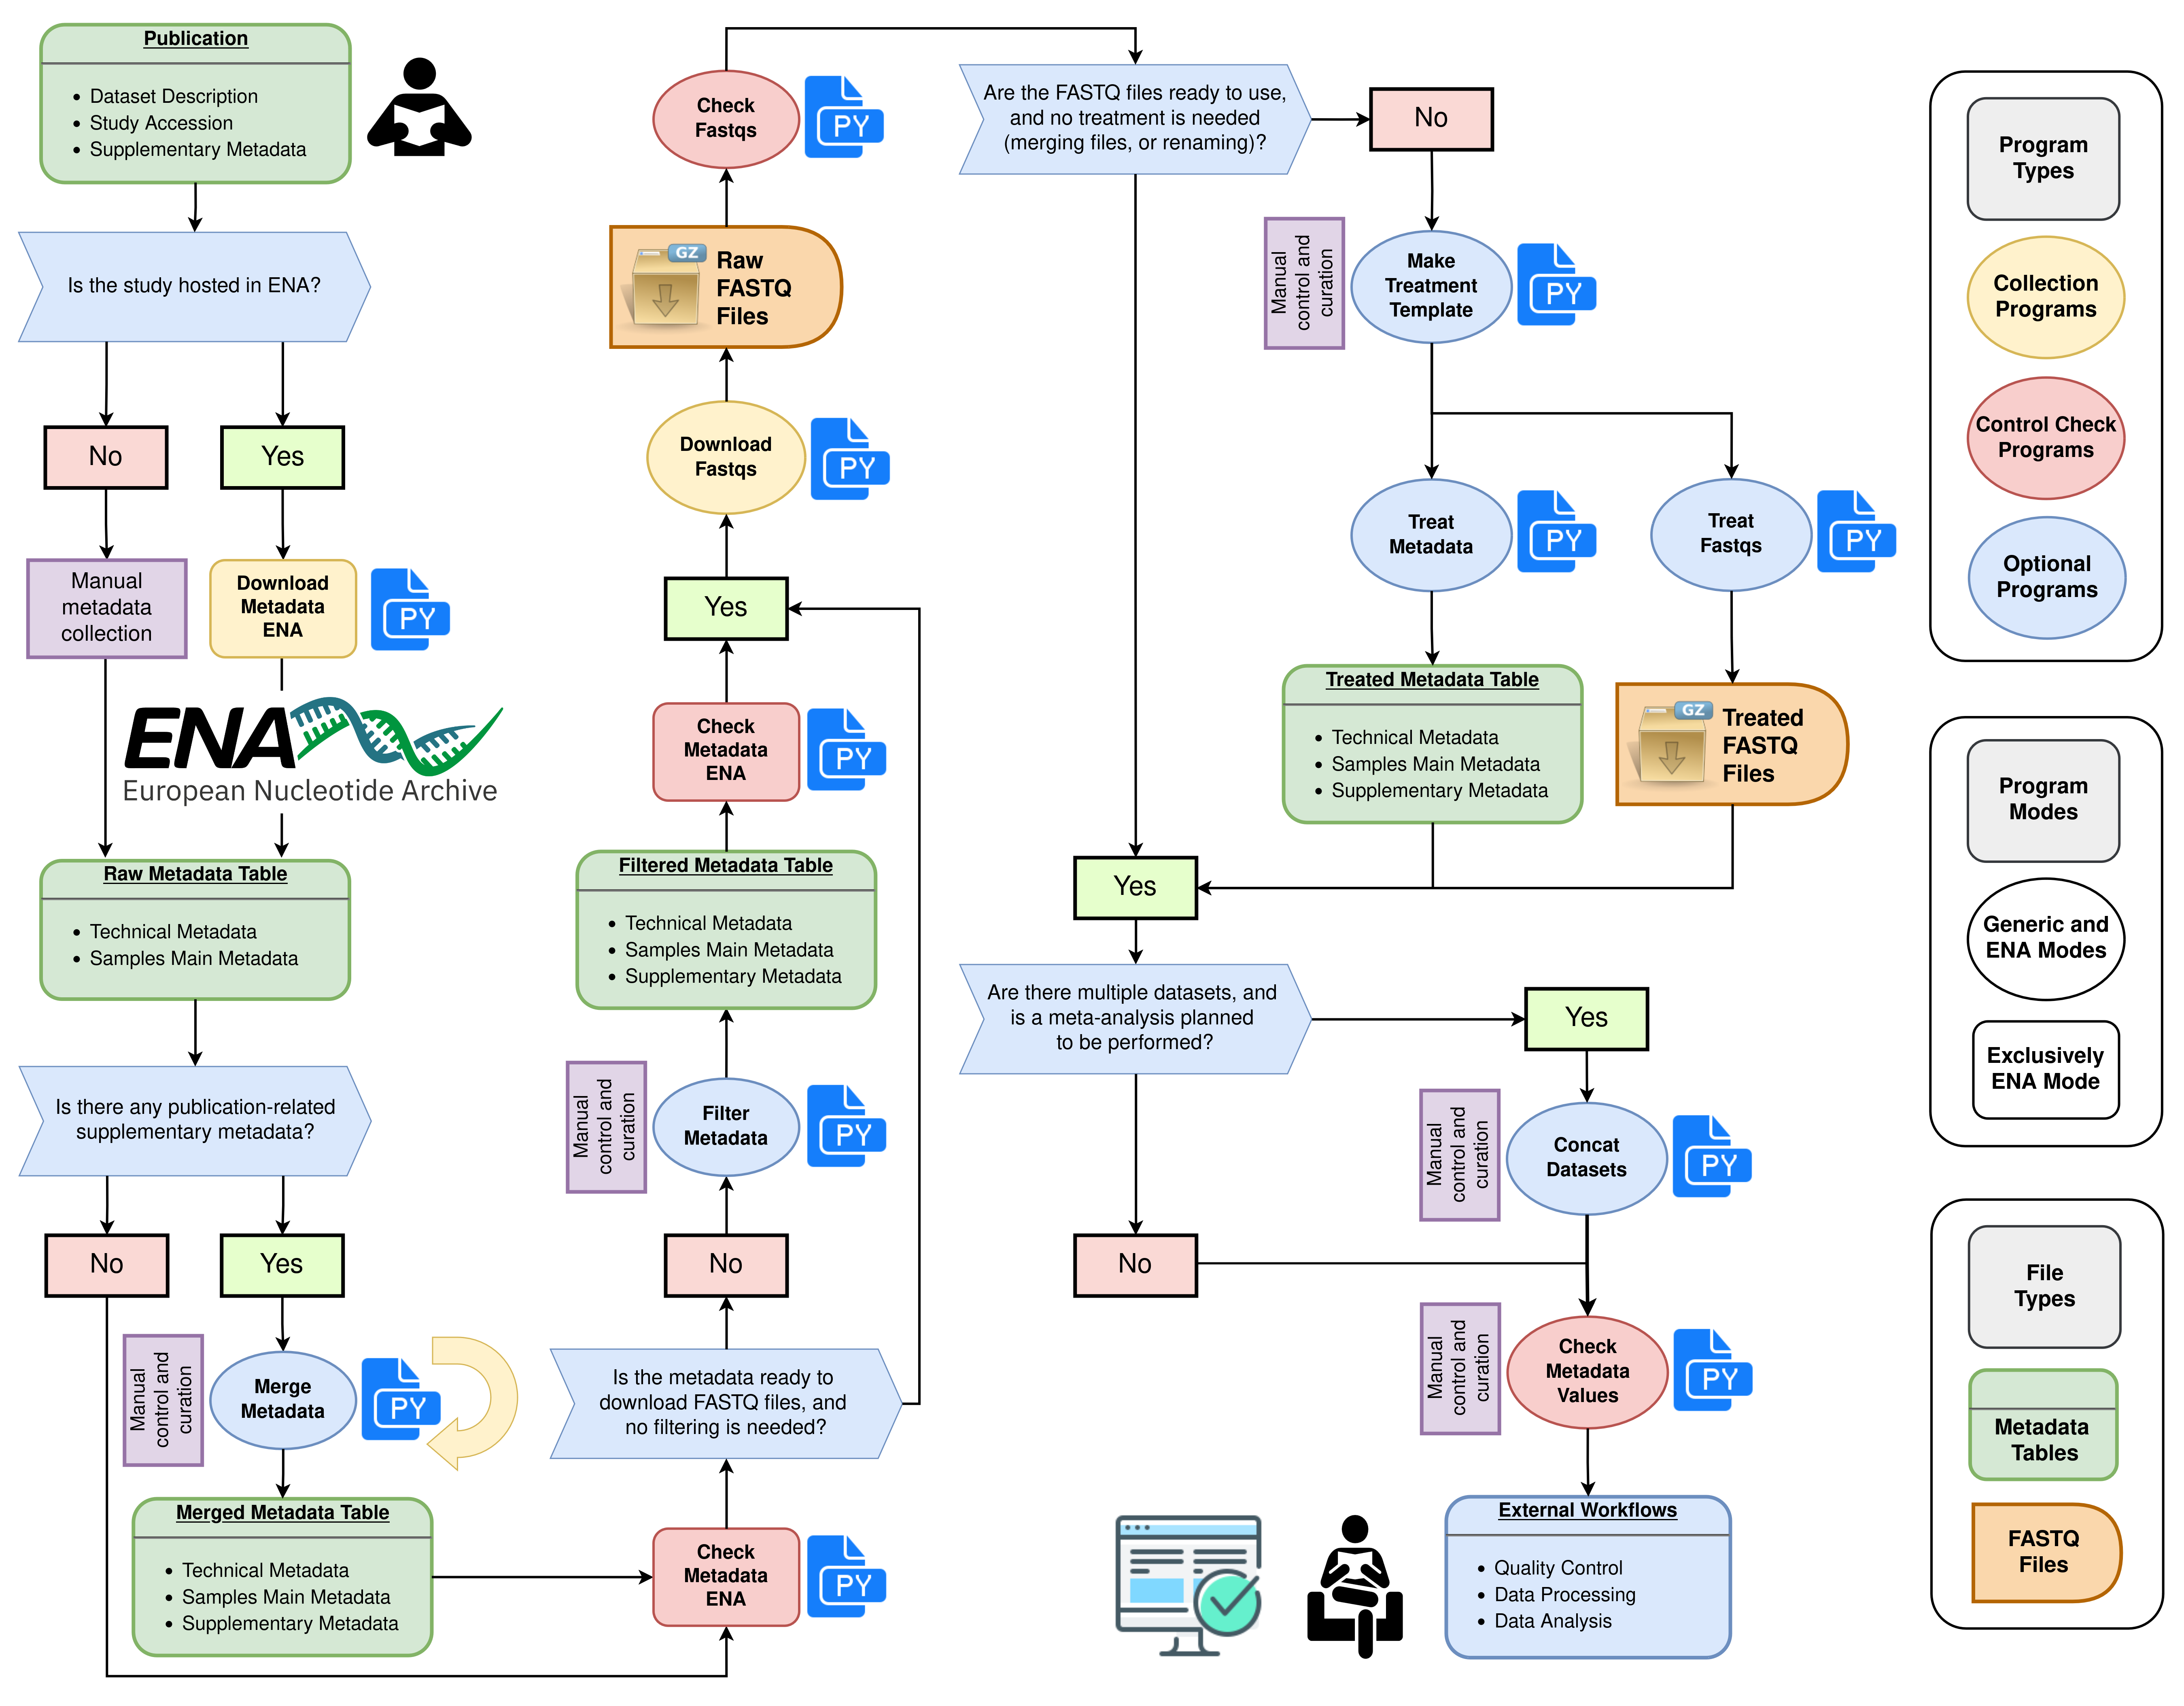 Publication
Dataset Description
Study Accession
Supplementary Metadata
Is the study hosted in ENA?
No
Yes
Manual
metadata
collection
Download
Metadata
ENA
PY
ENA
European Nucleotide Archive
Raw Metadata Table
Technical Metadata
Samples Main Metadata
Is there any publication-related
supplementary metadata?
No
Yes
Manual
control and
curation
Merge
Metadata
PY
Merged Metadata Table
Technical Metadata
Samples Main Metadata
Supplementary Metadata
Check
Metadata
ENA
PY
Is the metadata ready to
download FASTQ files, and
no filtering is needed?
No
Manual
control and
curation
Filter
Metadata
PY
Filtered Metadata Table
Technical Metadata
Samples Main Metadata
Supplementary Metadata
Check
Metadata
ENA
PY
Yes
Download
Fastqs
PY
GZ
Raw
FASTQ
Files
Check
Fastqs
PY
Are the FASTQ files ready to use,
and no treatment is needed
(merging files, or renaming)?
No
Manual
control and
curation
Make
Treatment
Template
PY
Treat
Metadata
PY
Treat
Fastqs
PY
Treated Metadata Table
Technical Metadata
Samples Main Metadata
Supplementary Metadata
GZ
Treated
FASTQ
Files
Yes
Are there multiple datasets, and
is a meta-analysis planned
to be performed?
Yes
Manual
control and
curation
Concat
Datasets
PY
No
Manual
control and
curation
Check
Metadata
Values
PY
External Workflows
Quality Control
Data Processing
Data Analysis
Program
Types
Collection
Programs
Control Check
Programs
Optional
Programs
Program
Modes
Generic and
ENA Modes
Exclusively
ENA Mode
File
Types
Metadata
Tables
FASTQ
Files